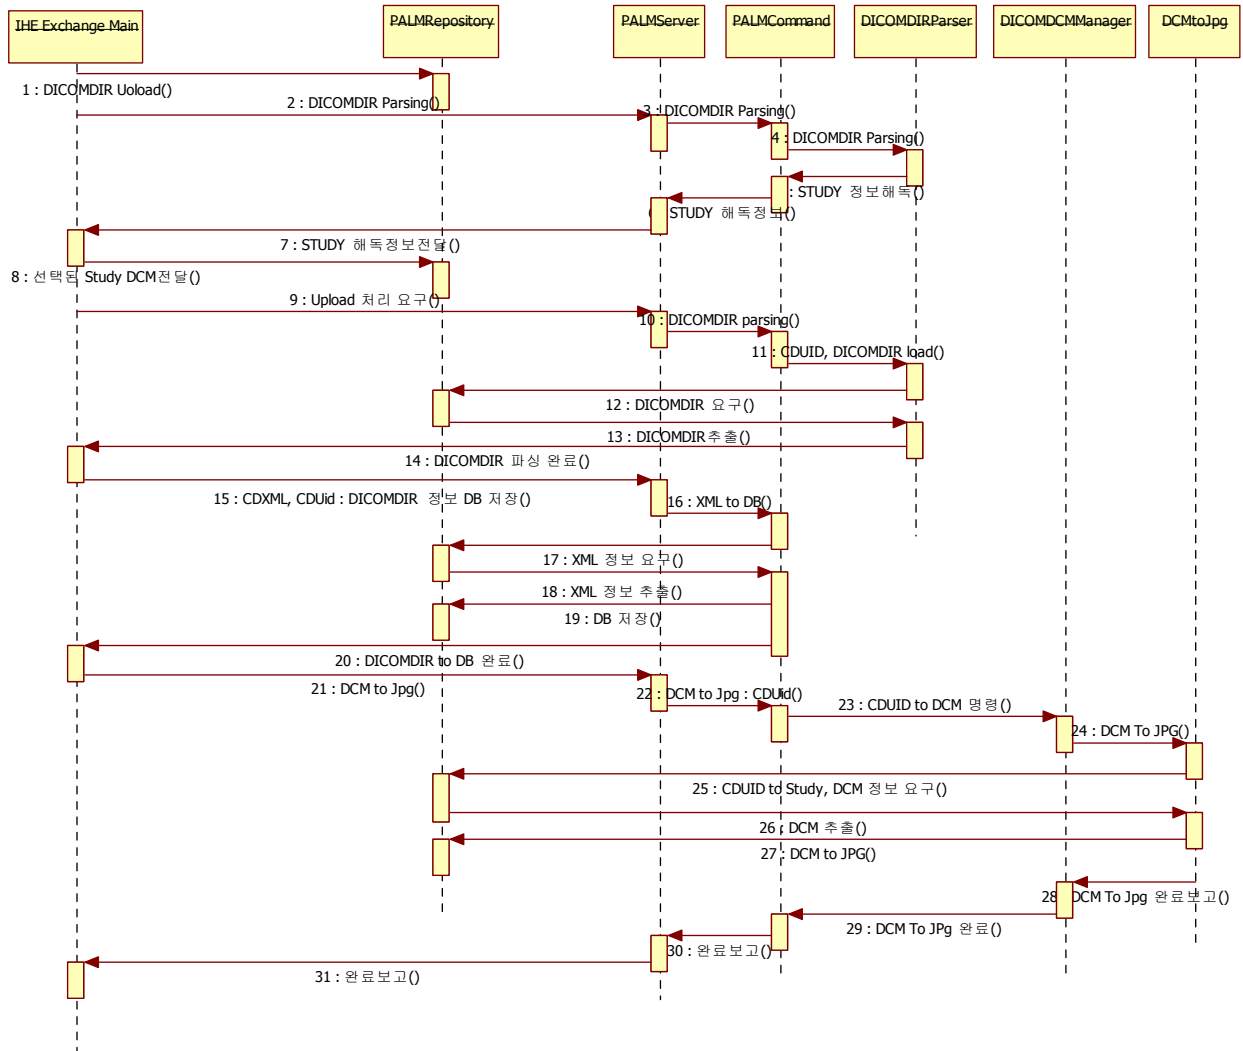 IHE Exchange Main
PALMRepository
PALMServer
PALMCommand
DICOMDIRParser
DICOMDCMManager
DCMtoJpg
1 : DICOMDIR Uoload()
2 : DICOMDIR Parsing()
3 : DICOMDIR Parsing()
4 : DICOMDIR Parsing()
: STUDY 정보해독()
STUDY 해독정보()
7 : STUDY 해독정보전달()
8 : 선택된 Study DCM전달()
9 : Upload 처리 요구()
10 : DICOMDIR parsing()
11 : CDUID, DICOMDIR load()
12 : DICOMDIR 요구()
13 : DICOMDIR추출()
14 : DICOMDIR 파싱 완료()
15 : CDXML, CDUid : DICOMDIR 정보 DB 저장()
16 : XML to DB()
17 : XML 정보 요구()
18 : XML 정보 추출()
19 : DB 저장()
20 : DICOMDIR to DB 완료()
21 : DCM to Jpg()
22 : DCM to Jpg : CDUid()
23 : CDUID to DCM 명령()
24 : DCM To JPG()
25 : CDUID to Study, DCM 정보 요구()
26 : DCM 추출()
27 : DCM to JPG()
28 DCM To Jpg 완료보고()
29 : DCM To JPg 완료()
30 : 완료보고()
31 : 완료보고()